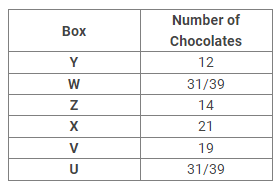 Box Number of
Chocolates
Y 12
W 31/39
Z 14
X 21
V 19
U 31/39